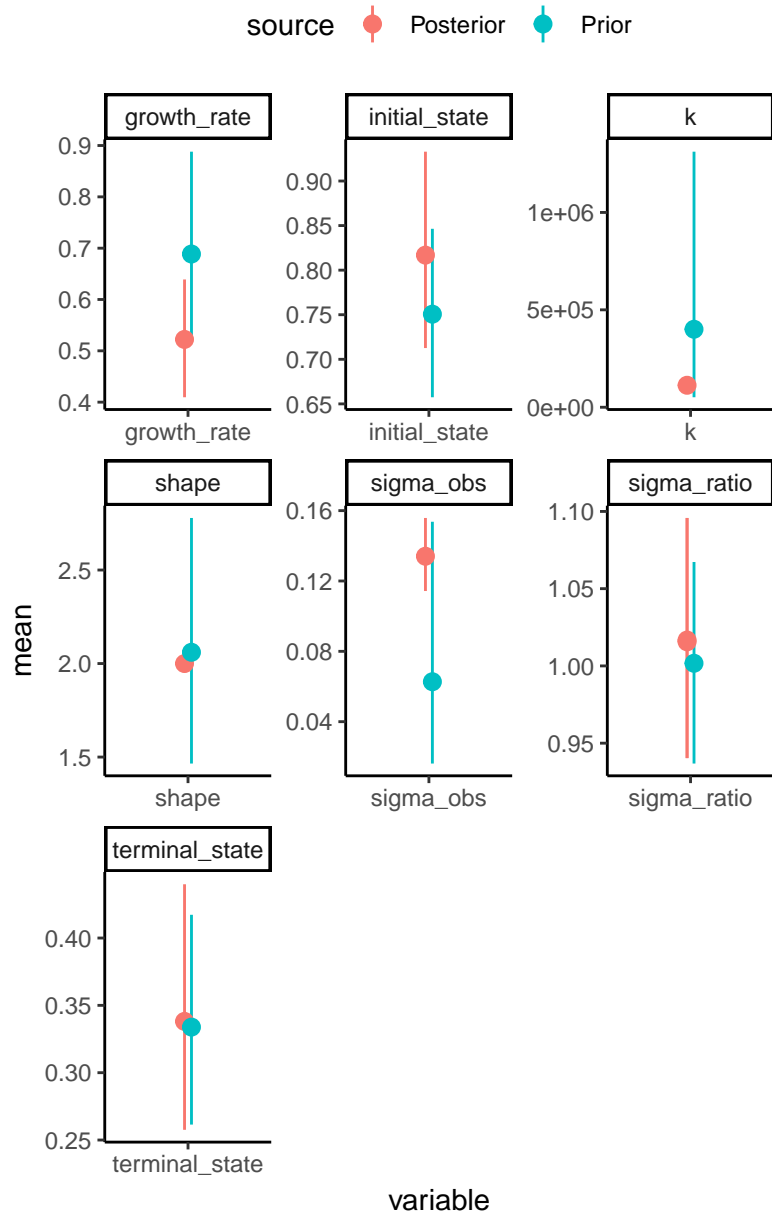 source Posterior Prior
growth_rate initial_state k
0.9
0.8
0.7
0.6
0.5
0.4
growth_rate
0.90
0.85
0.80
0.75
0.70
0.65
initial_state
1e+06
5e+05
0e+00
k
shape sigma_obs sigma_ratio
2.5
2.0
1.5
shape
0.16
0.12
0.08
0.04
sigma_obs
1.10
1.05
1.00
0.95
sigma_ratio
mean
terminal_state
0.40
0.35
0.30
0.25
terminal_state
variable